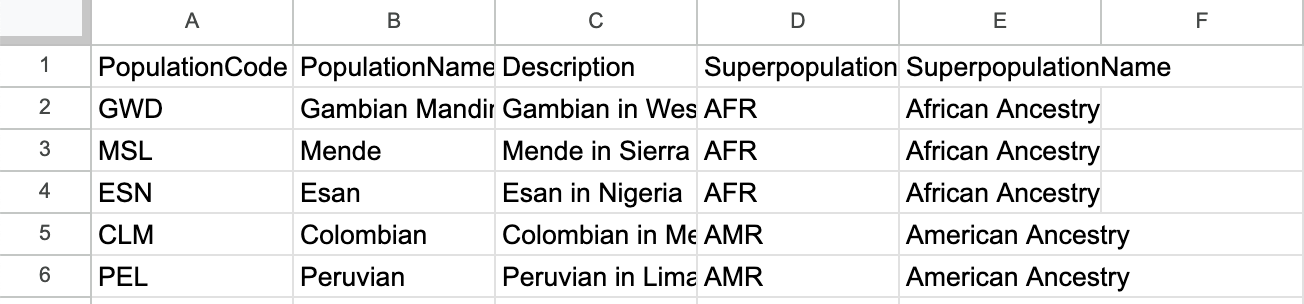 A B C D E F
1 PopulationCode PopulationName Description Superpopulation SuperpopulationName
2 GWD Gambian Mandin Gambian in Wes AFR African Ancestry
3 MSL Mende Mende in Sierra AFR African Ancestry
4 ESN Esan Esan in Nigeria AFR African Ancestry
5 CLM Colombian Colombian in Me AMR American Ancestry
6 PEL Peruvian Peruvian in Lima AMR American Ancestry